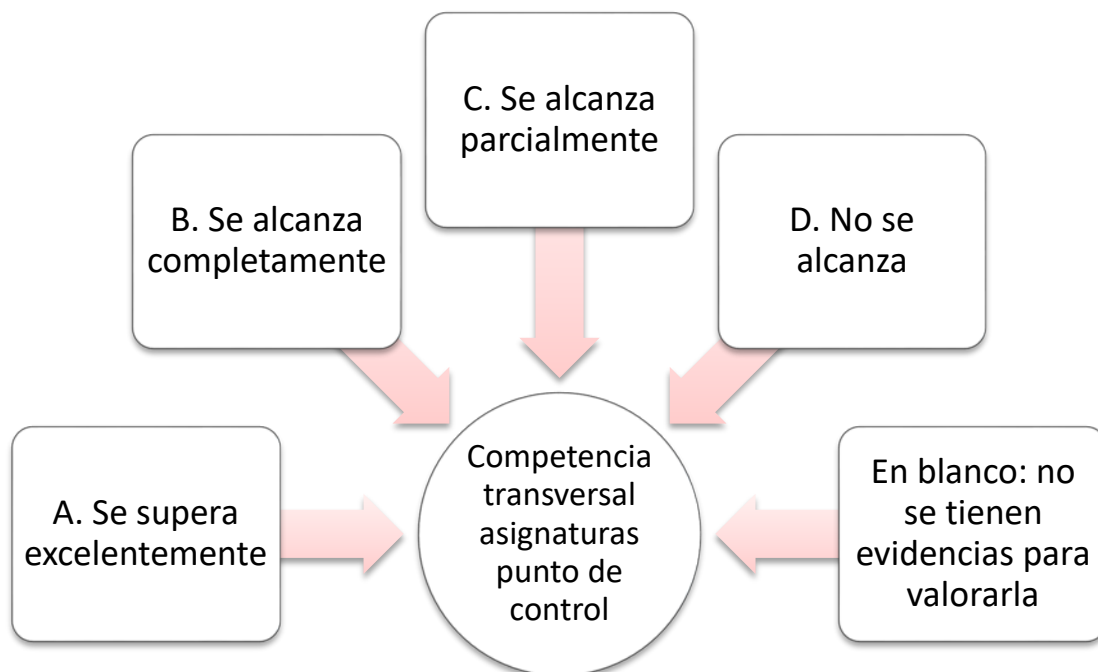 A. Se supera
excelentemente
B. Se alcanza
completamente
C. Se alcanza
parcialmente
D. No se
alcanza
En blanco: no
se tienen
evidencias para
valorarla
Competencia
transversal
asignaturas
punto de
control